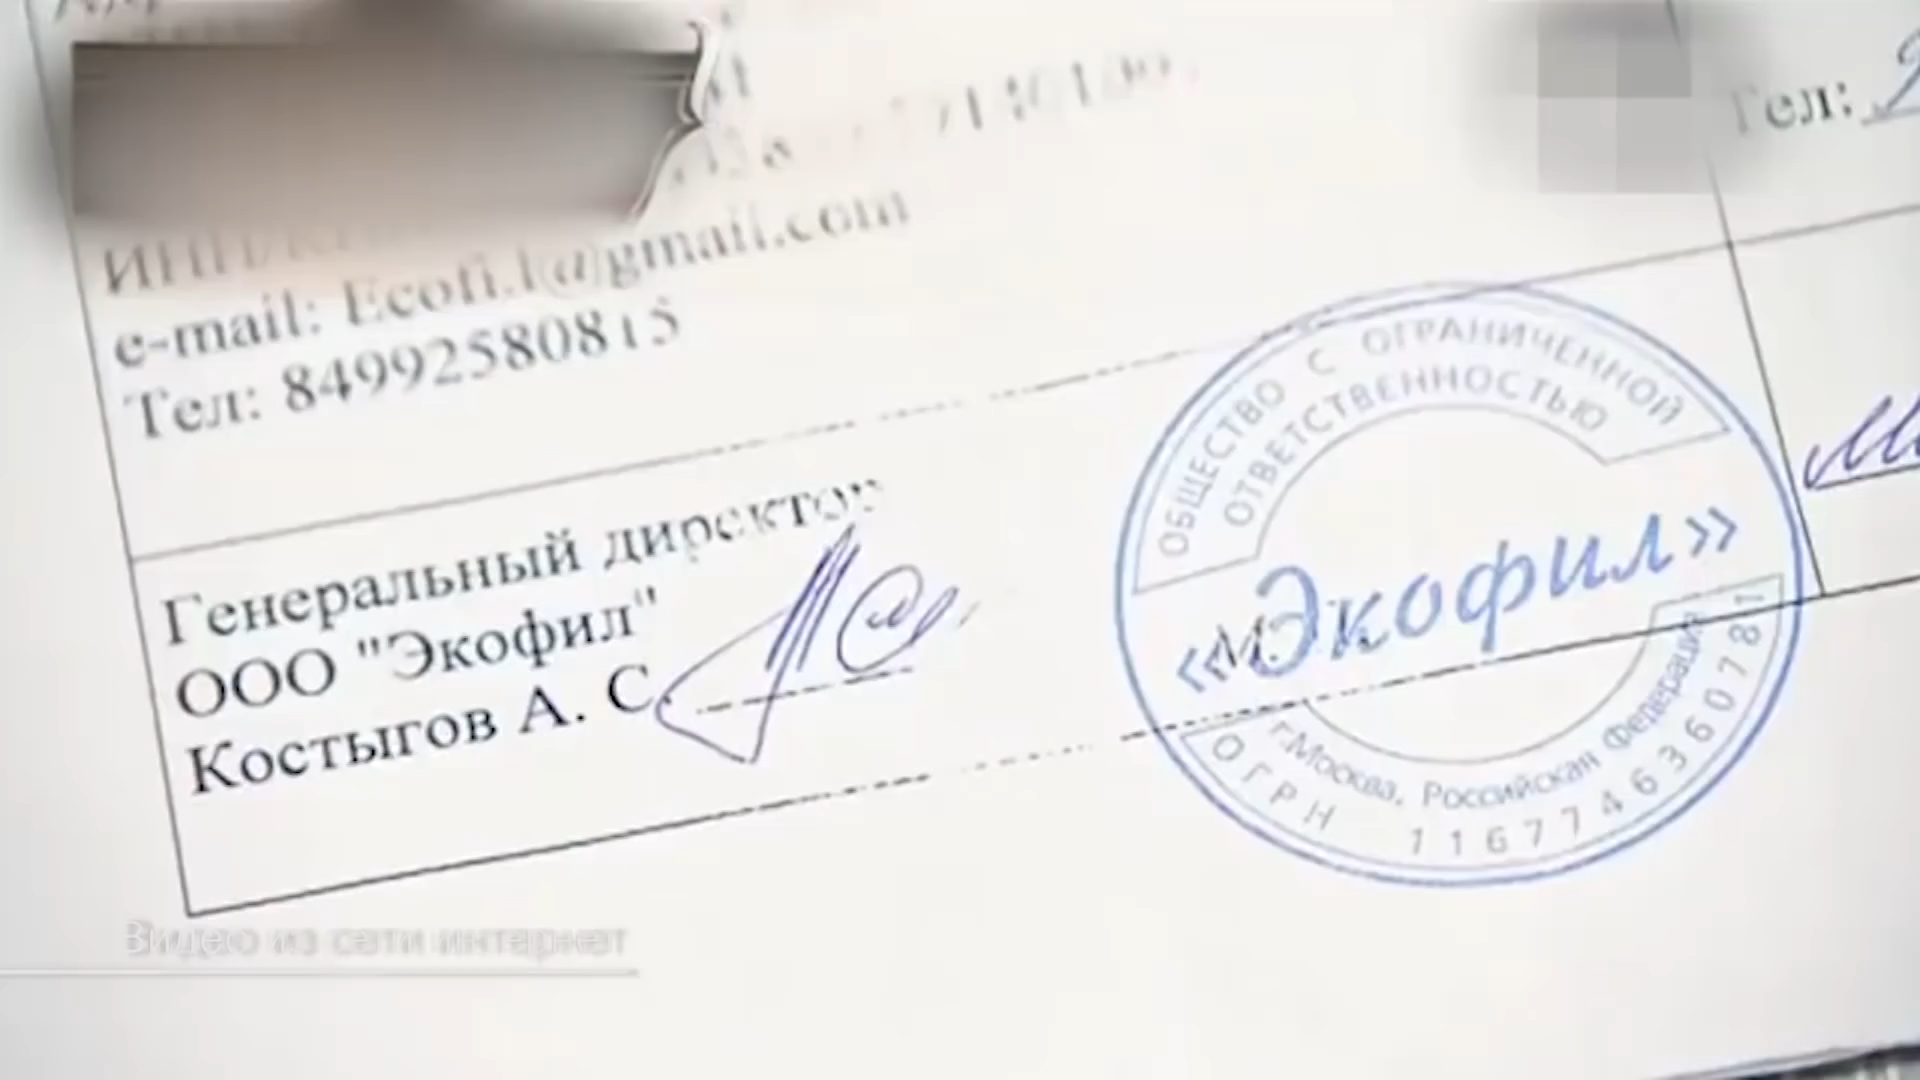 Тел:
e-mail: Ecofi.l@gmail.com
Тел: 84992580815
Генеральный директор
ООО "Экофил"
Костыгов А. С.
ОБЩЕСТВО С ОГРАНИЧЕННОЙ
ОТВЕТСТВЕННОСТЬЮ
«Экофил»
г.Москва, Российская Федерация
ОГРН 1167746360781
Видео из сети интернет